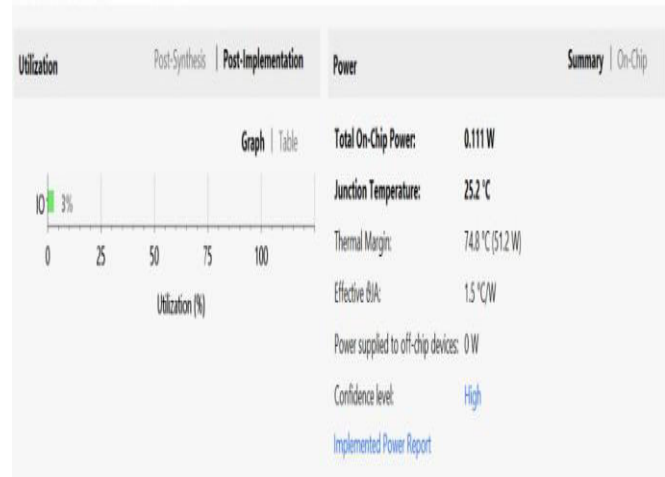 Utilization
Post-Synthesis | Post-Implementation
Graph | Table
IO 3%
0 25 50 75 100
Utilization (%)
Power
Summary | On-Chip
Total On-Chip Power: 0.111 W
Junction Temperature: 25.2 °C
Thermal Margin: 74.8 °C (51.2 W)
Effective ϑJA: 1.5 °C/W
Power supplied to off-chip devices: 0 W
Confidence level: High
Implemented Power Report